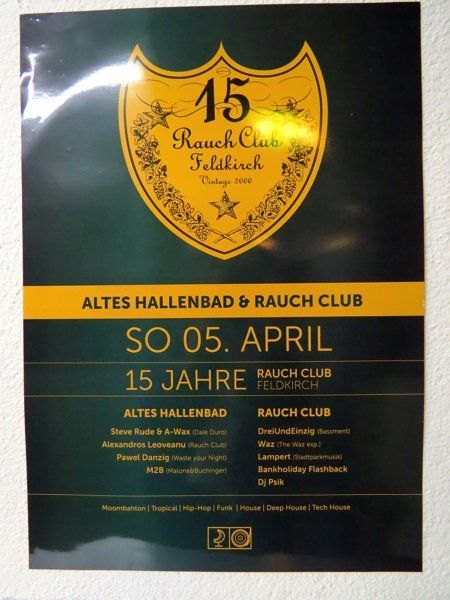 15
Rauch Club
Feldkirch
Vintage 2000
ALTES HALLENBAD & RAUCH CLUB
SO 05. APRIL
15 JAHRE RAUCH CLUB
FELDKIRCH
ALTES HALLENBAD
Steve Rude & A-Wax (Dale Duro)
Alexandros Leoveanu (Rauch Club)
Pawel Danzig (Waste your Night)
M2B (Malone&Buchinger)
RAUCH CLUB
DreiUndEinzig (Bassment)
Waz (The Waz exp.)
Lampert (Stadtparkmusik)
Bankholiday Flashback
Dj Psik
Moombahton | Tropical | Hip-Hop | Funk | House | Deep House | Tech House